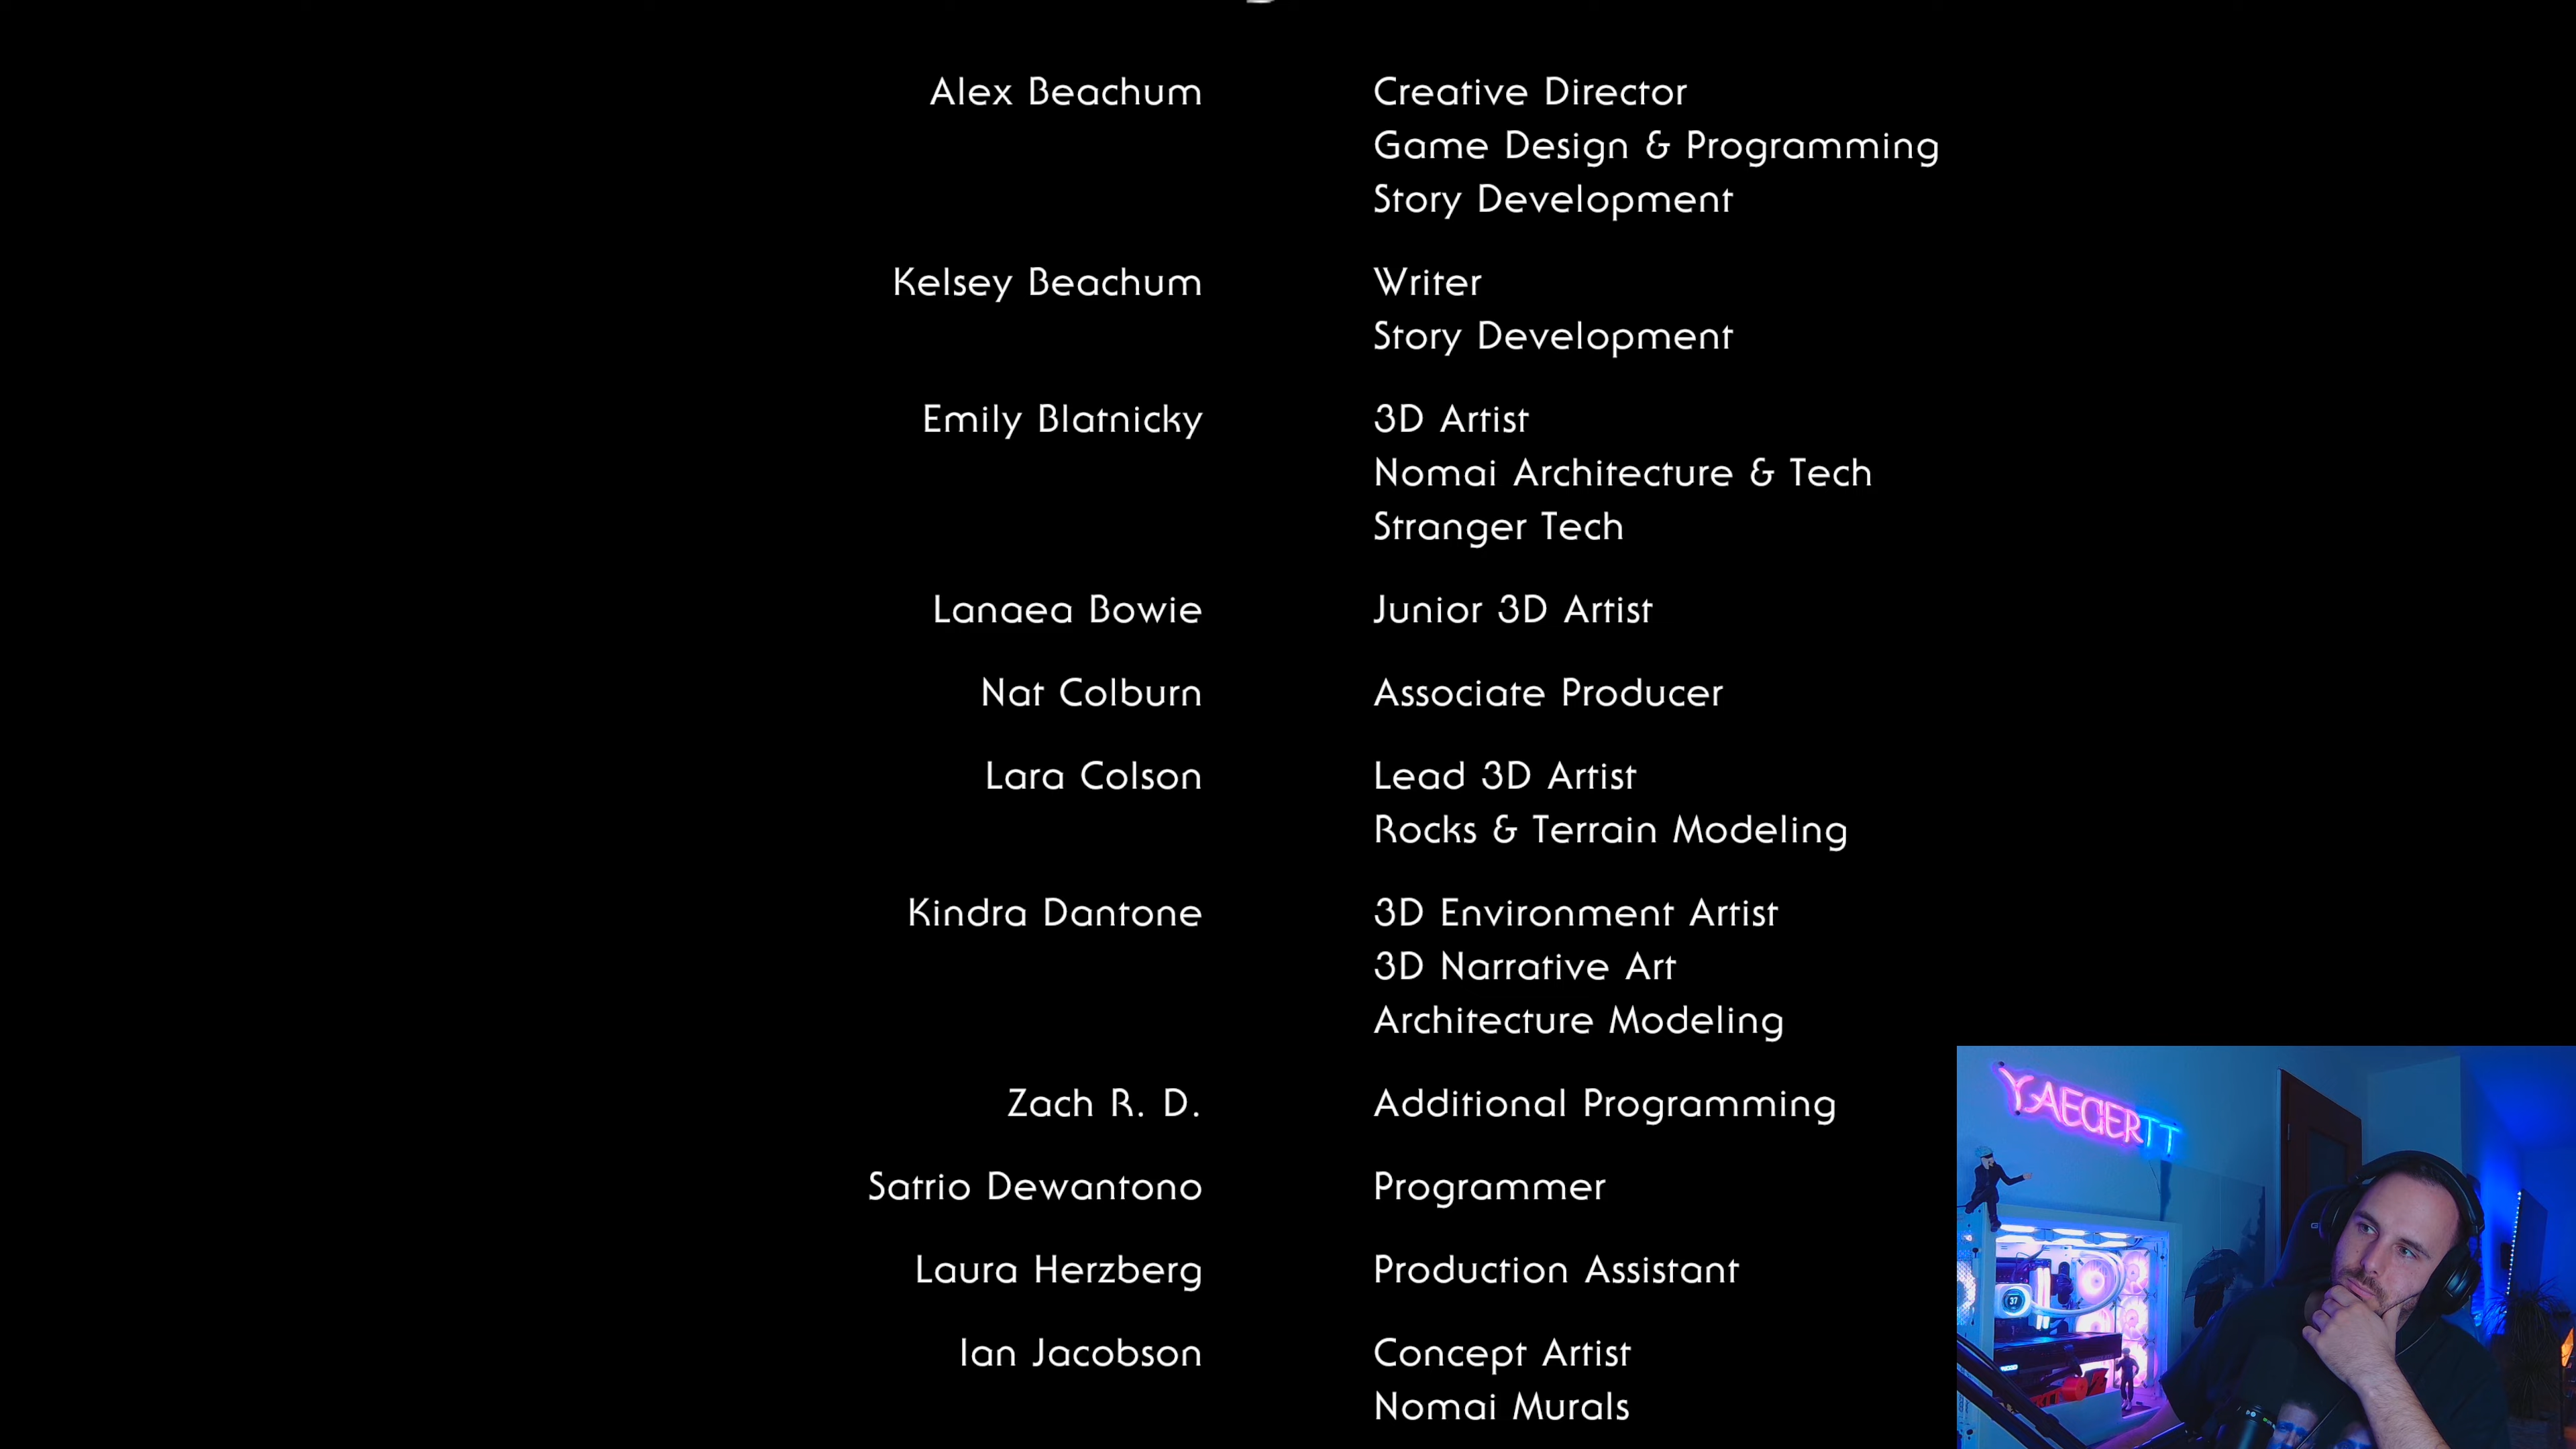 Alex Beachum Creative Director
Game Design & Programming
Story Development
Kelsey Beachum Writer
Story Development
Emily Blatnicky 3D Artist
Nomai Architecture & Tech
Stranger Tech
Lanaea Bowie Junior 3D Artist
Nat Colburn Associate Producer
Lara Colson Lead 3D Artist
Rocks & Terrain Modeling
Kindra Dantone 3D Environment Artist
3D Narrative Art
Architecture Modeling
Zach R. D. Additional Programming
Satrio Dewantono Programmer
Laura Herzberg Production Assistant
Ian Jacobson Concept Artist
Nomai Murals
YAEGERTT
37